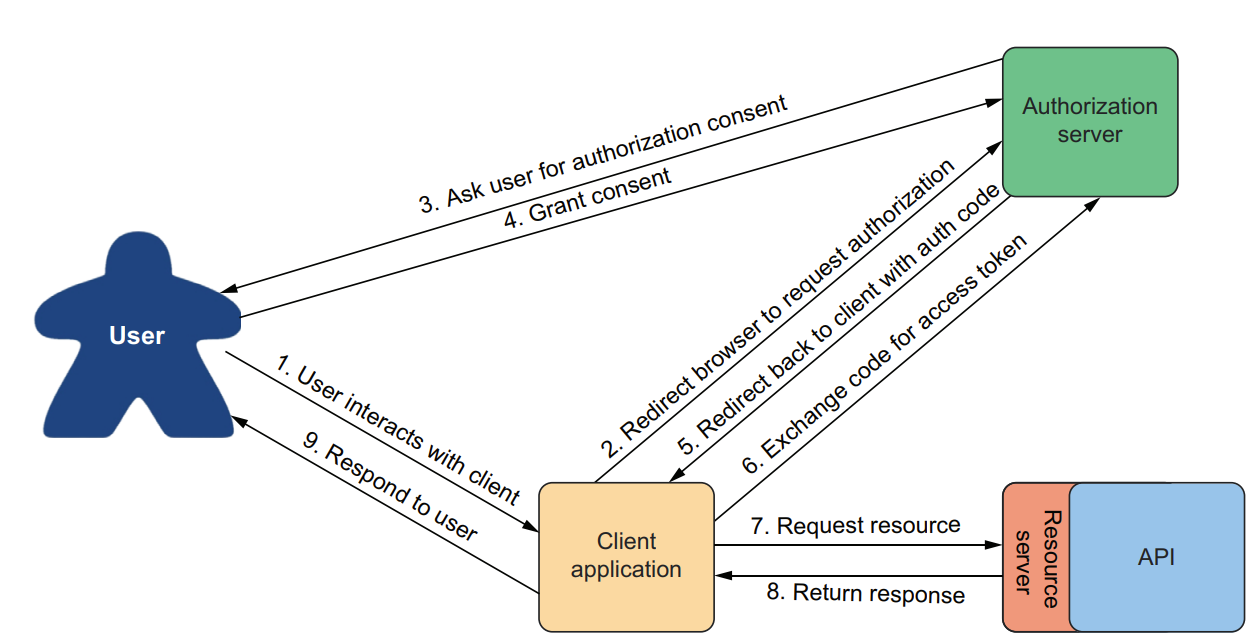 Authorization
server
3. Ask user for authorization consent
4. Grant consent
2. Redirect browser to request authorization
5. Redirect back to client with auth code
6. Exchange code for access token
User
1. User interacts with client
9. Respond to user
Client
application
7. Request resource
8. Return response
Resource
server
API